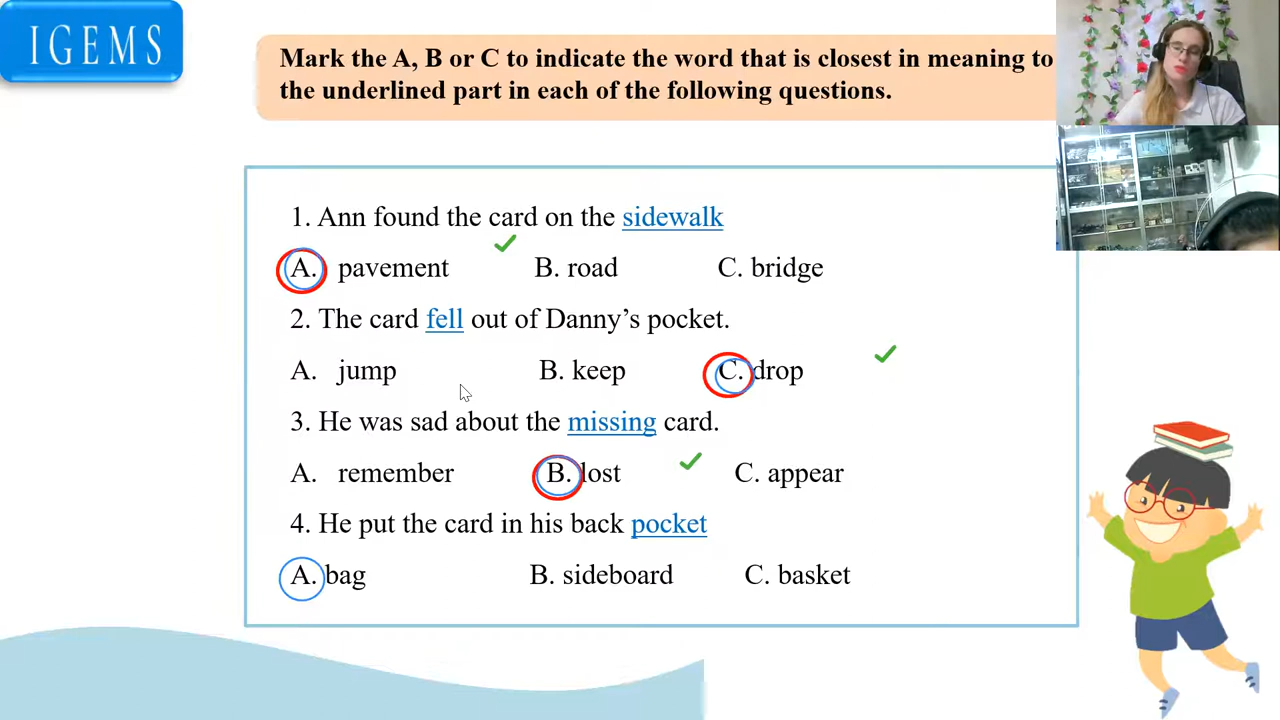 IGEMS
Mark the A, B or C to indicate the word that is closest in meaning to
the underlined part in each of the following questions.
1. Ann found the card on the sidewalk
A. pavement B. road C. bridge
2. The card fell out of Danny’s pocket.
A. jump B. keep C. drop
3. He was sad about the missing card.
A. remember B. lost C. appear
4. He put the card in his back pocket
A. bag B. sideboard C. basket